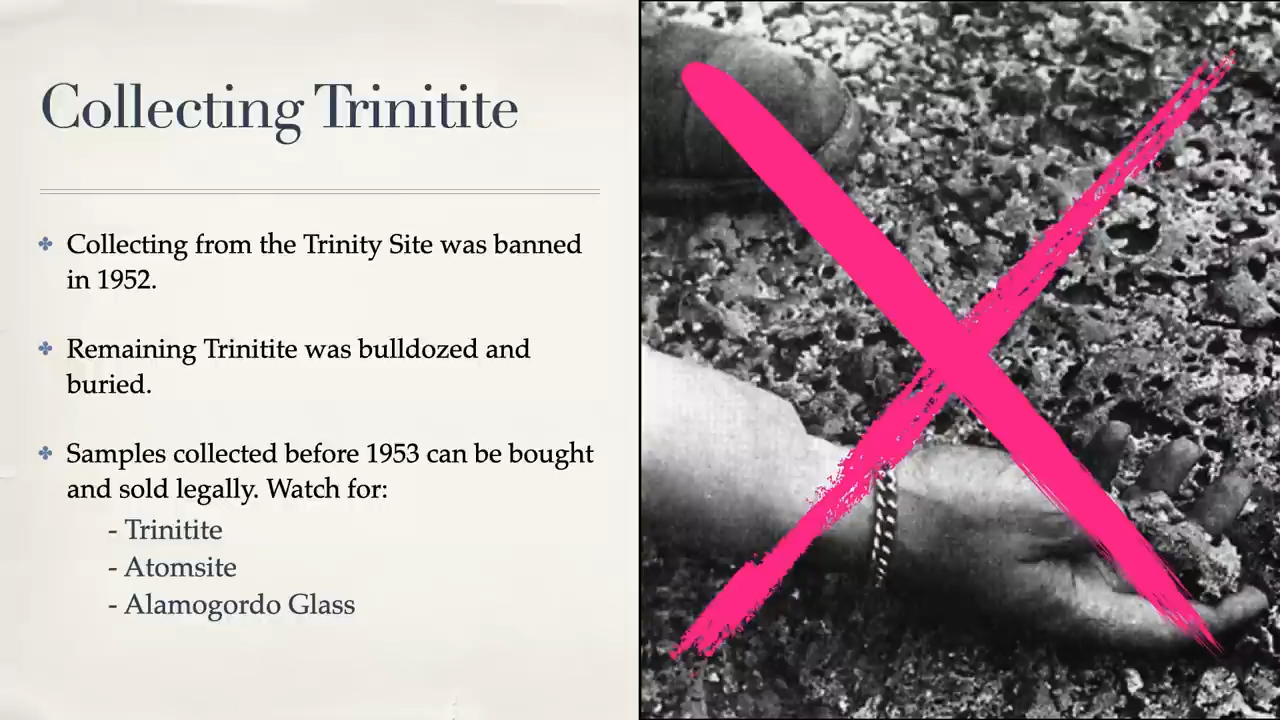 Collecting Trinitite
Collecting from the Trinity Site was banned
in 1952.
Remaining Trinitite was bulldozed and
buried.
Samples collected before 1953 can be bought
and sold legally. Watch for:
- Trinitite
- Atomsite
- Alamogordo Glass